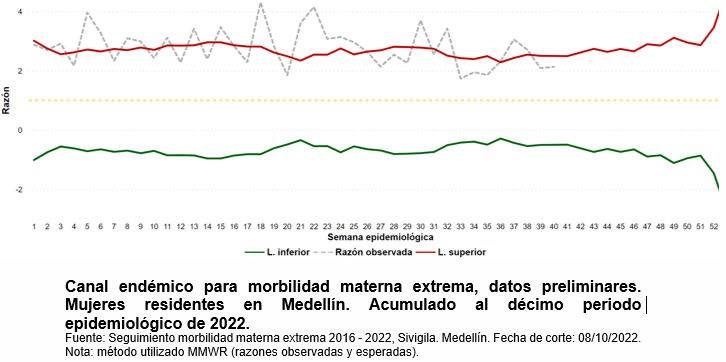 4
2
0
-2
Razón
1 2 3 4 5 6 7 8 9 10 11 12 13 14 15 16 17 18 19 20 21 22 23 24 25 26 27 28 29 30 31 32 33 34 35 36 37 38 39 40 41 42 43 44 45 46 47 48 49 50 51 52
Semana epidemiológica
L. inferior Razón observada L. superior
Canal endémico para morbilidad materna extrema, datos preliminares.
Mujeres residentes en Medellín. Acumulado al décimo periodo
epidemiológico de 2022.
Fuente: Seguimiento morbilidad materna extrema 2016 - 2022, Sivigila. Medellín. Fecha de corte: 08/10/2022.
Nota: método utilizado MMWR (razones observadas y esperadas).